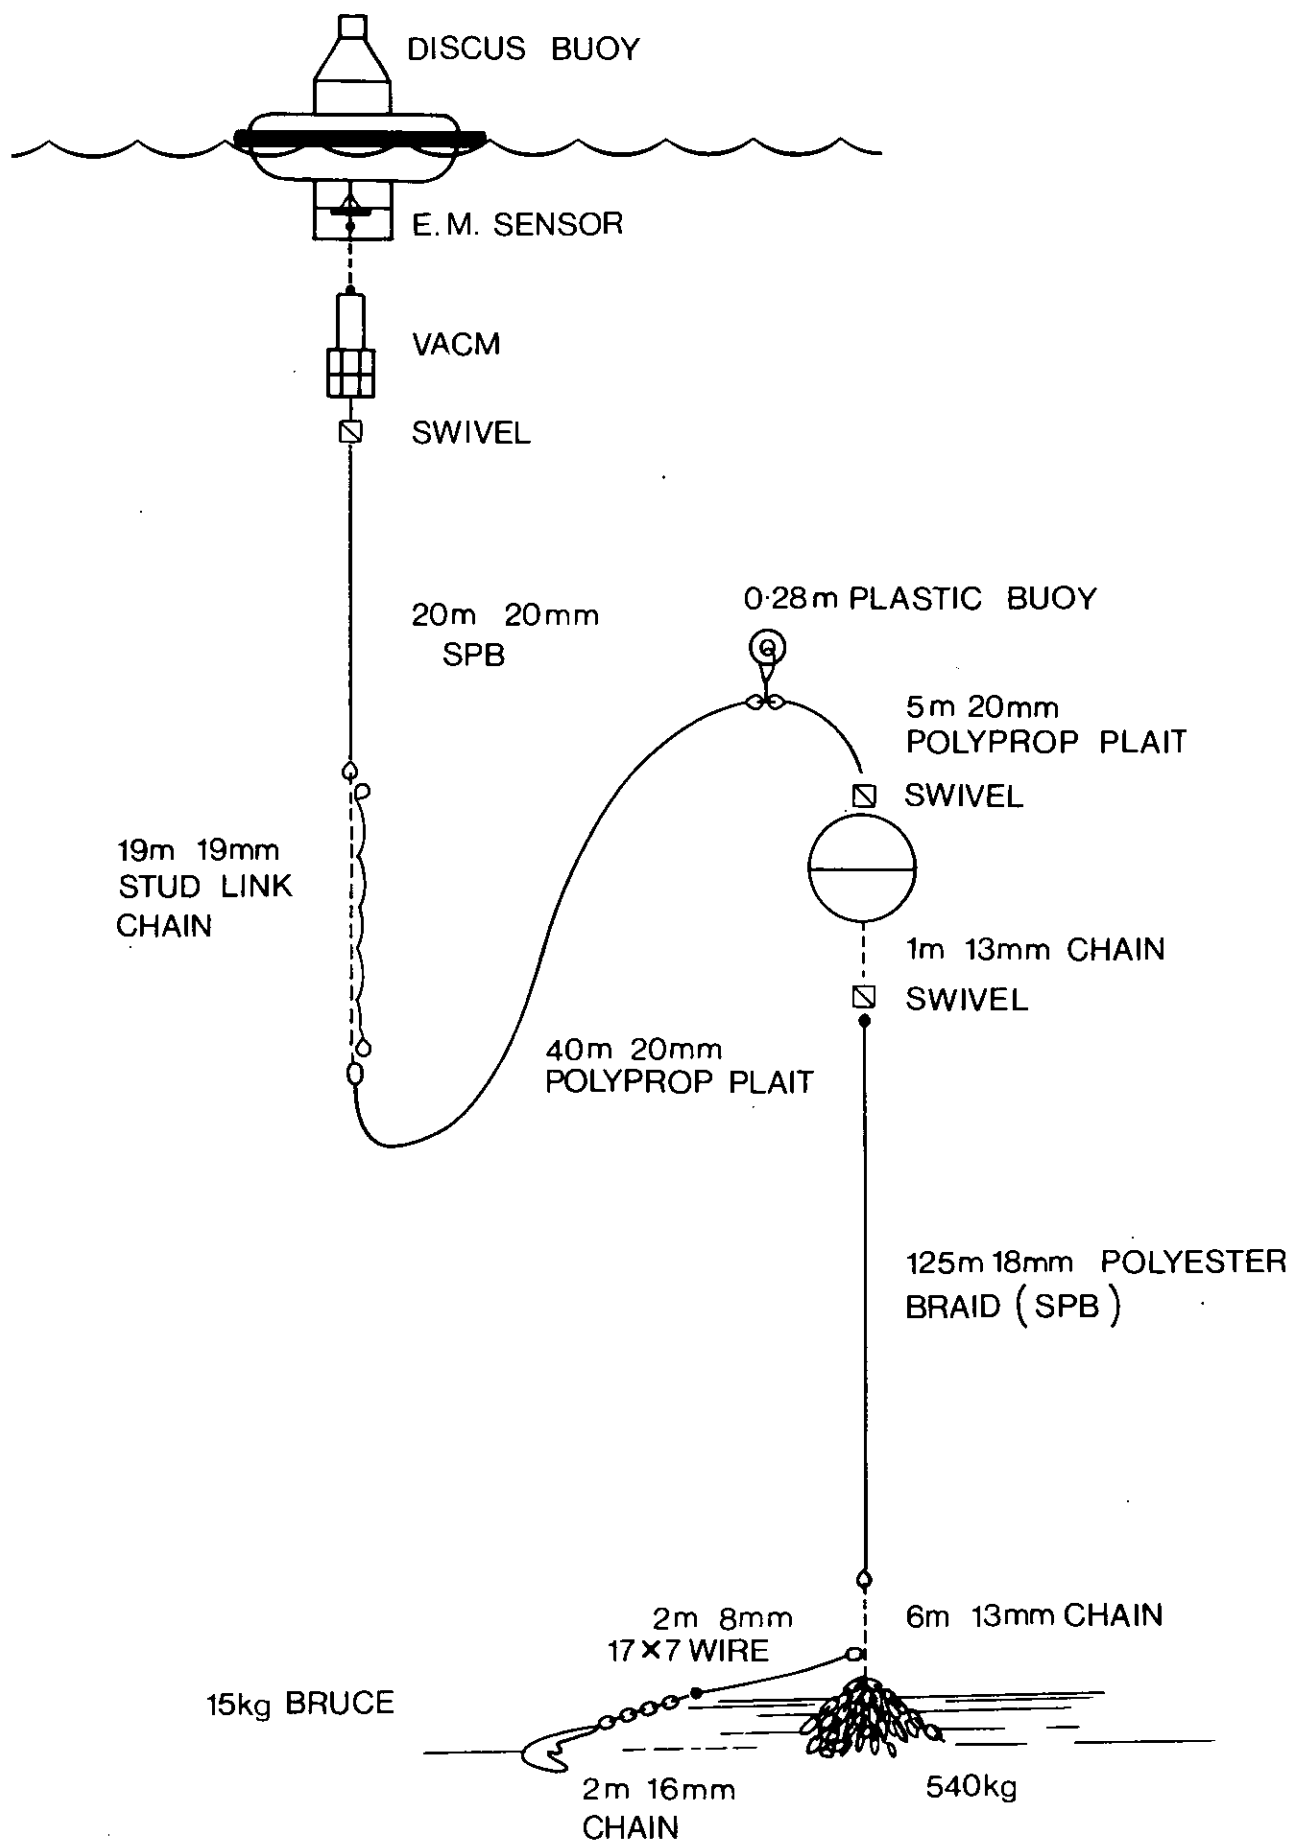 DISCUS BUOY
E.M. SENSOR
VACM
SWIVEL
20m 20mm
SPB
0·28m PLASTIC BUOY
5m 20mm
POLYPROP PLAIT
SWIVEL
19m 19mm
STUD LINK
CHAIN
1m 13mm CHAIN
SWIVEL
40m 20mm
POLYPROP PLAIT
125m 18mm POLYESTER
BRAID (SPB)
2m 8mm
17×7 WIRE
6m 13mm CHAIN
15kg BRUCE
2m 16mm
CHAIN
540kg